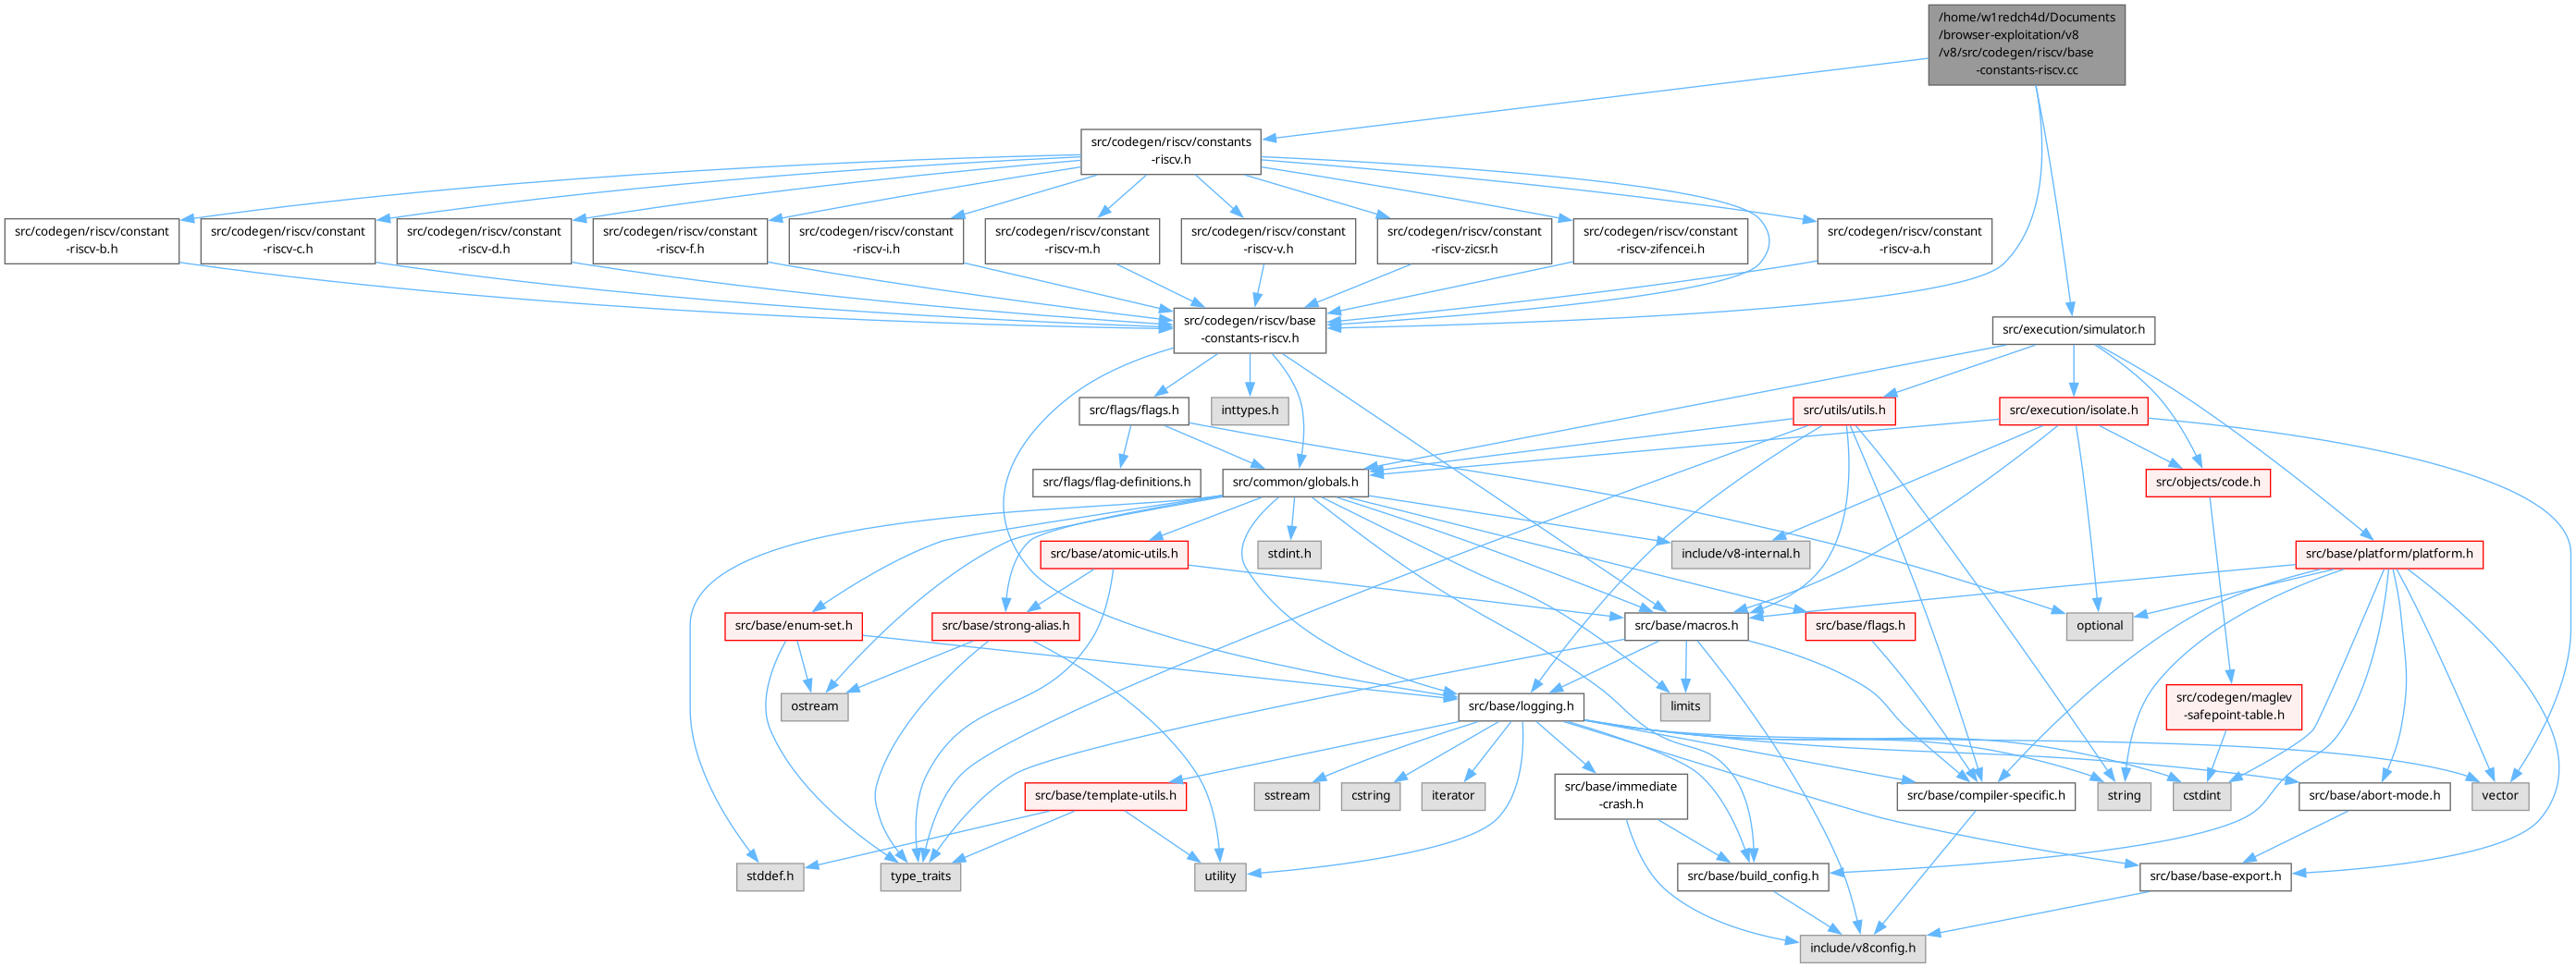 /home/w1redch4d/Documents
/browser-exploitation/v8
/v8/src/codegen/riscv/base
-constants-riscv.cc
src/codegen/riscv/constants
-riscv.h
src/codegen/riscv/constant
-riscv-b.h
src/codegen/riscv/constant
-riscv-c.h
src/codegen/riscv/constant
-riscv-d.h
src/codegen/riscv/constant
-riscv-f.h
src/codegen/riscv/constant
-riscv-i.h
src/codegen/riscv/constant
-riscv-m.h
src/codegen/riscv/constant
-riscv-v.h
src/codegen/riscv/constant
-riscv-zicsr.h
src/codegen/riscv/constant
-riscv-zifencei.h
src/codegen/riscv/constant
-riscv-a.h
src/codegen/riscv/base
-constants-riscv.h
src/execution/simulator.h
src/flags/flags.h
inttypes.h
src/utils/utils.h
src/execution/isolate.h
src/flags/flag-definitions.h
src/common/globals.h
src/objects/code.h
src/base/atomic-utils.h
stdint.h
include/v8-internal.h
src/base/platform/platform.h
src/base/enum-set.h
src/base/strong-alias.h
src/base/macros.h
src/base/flags.h
optional
ostream
src/base/logging.h
limits
src/codegen/maglev
-safepoint-table.h
src/base/template-utils.h
sstream
cstring
iterator
src/base/immediate
-crash.h
src/base/compiler-specific.h
string
cstdint
src/base/abort-mode.h
vector
stddef.h
type_traits
utility
src/base/build_config.h
src/base/base-export.h
include/v8config.h